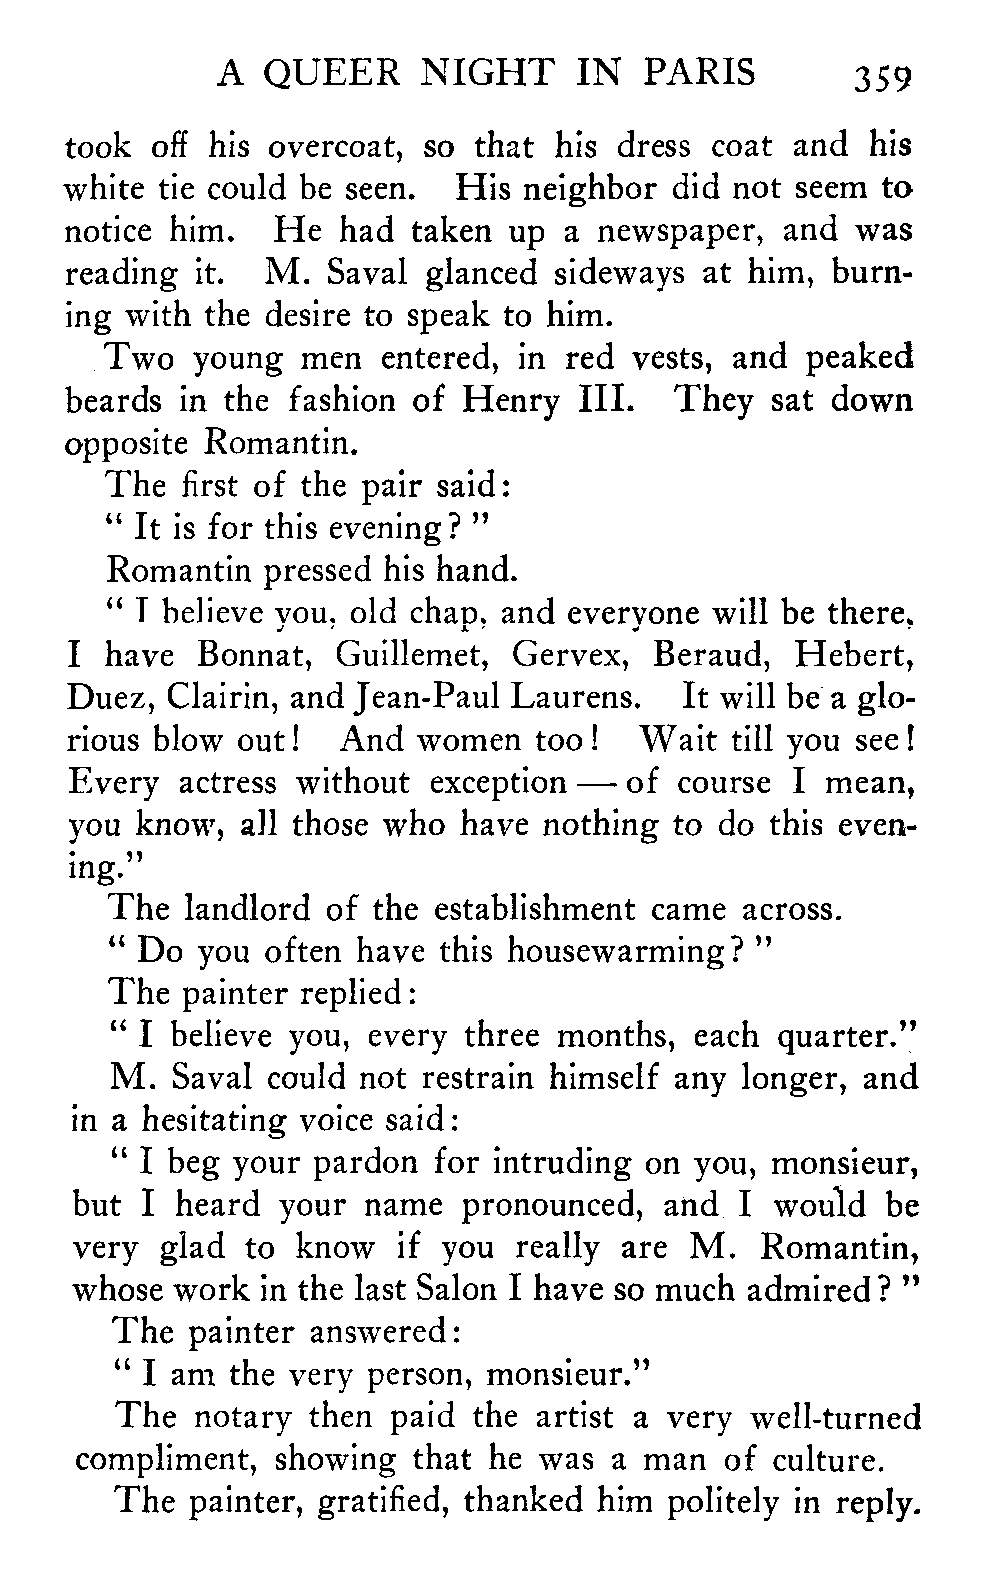 A QUEER NIGHT IN PARIS 359
took off his overcoat, so that his dress coat and his
white tie could be seen. His neighbor did not seem to
notice him. He had taken up a newspaper, and was
reading it. M. Saval glanced sideways at him, burn-
ing with the desire to speak to him.
Two young men entered, in red vests, and peaked
beards in the fashion of Henry III. They sat down
opposite Romantin.
The first of the pair said:
" It is for this evening? "
Romantin pressed his hand.
" I believe you, old chap, and everyone will be there,
I have Bonnat, Guillemet, Gervex, Beraud, Hebert,
Duez, Clairin, and Jean-Paul Laurens. It will be a glo-
rious blow out! And women too! Wait till you see!
Every actress without exception — of course I mean,
you know, all those who have nothing to do this even-
ing."
The landlord of the establishment came across.
" Do you often have this housewarming? "
The painter replied:
" I believe you, every three months, each quarter."
M. Saval could not restrain himself any longer, and
in a hesitating voice said:
" I beg your pardon for intruding on you, monsieur,
but I heard your name pronounced, and I would be
very glad to know if you really are M. Romantin,
whose work in the last Salon I have so much admired? "
The painter answered:
" I am the very person, monsieur."
The notary then paid the artist a very well-turned
compliment, showing that he was a man of culture.
The painter, gratified, thanked him politely in reply.